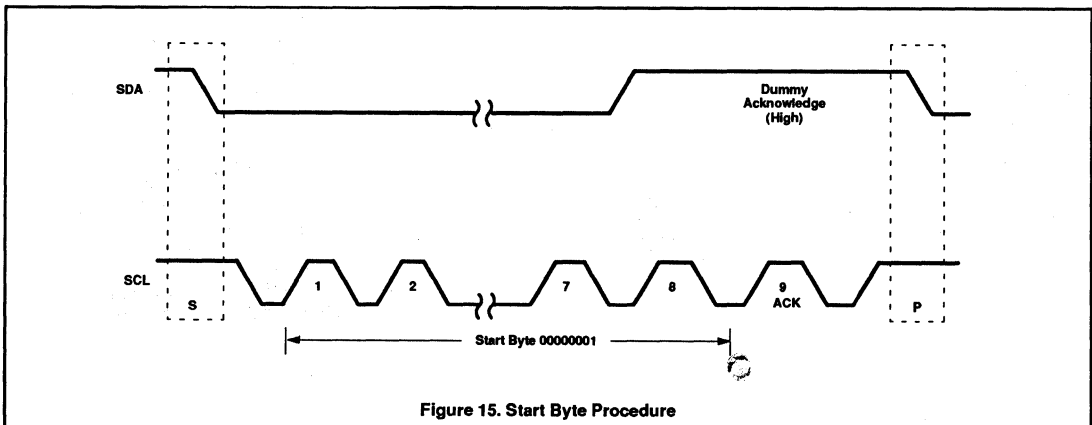 SDA
Dummy
Acknowledge
(High)
SCL
1
2
7
8
9
ACK
S
P
Start Byte 00000001
Figure 15. Start Byte Procedure